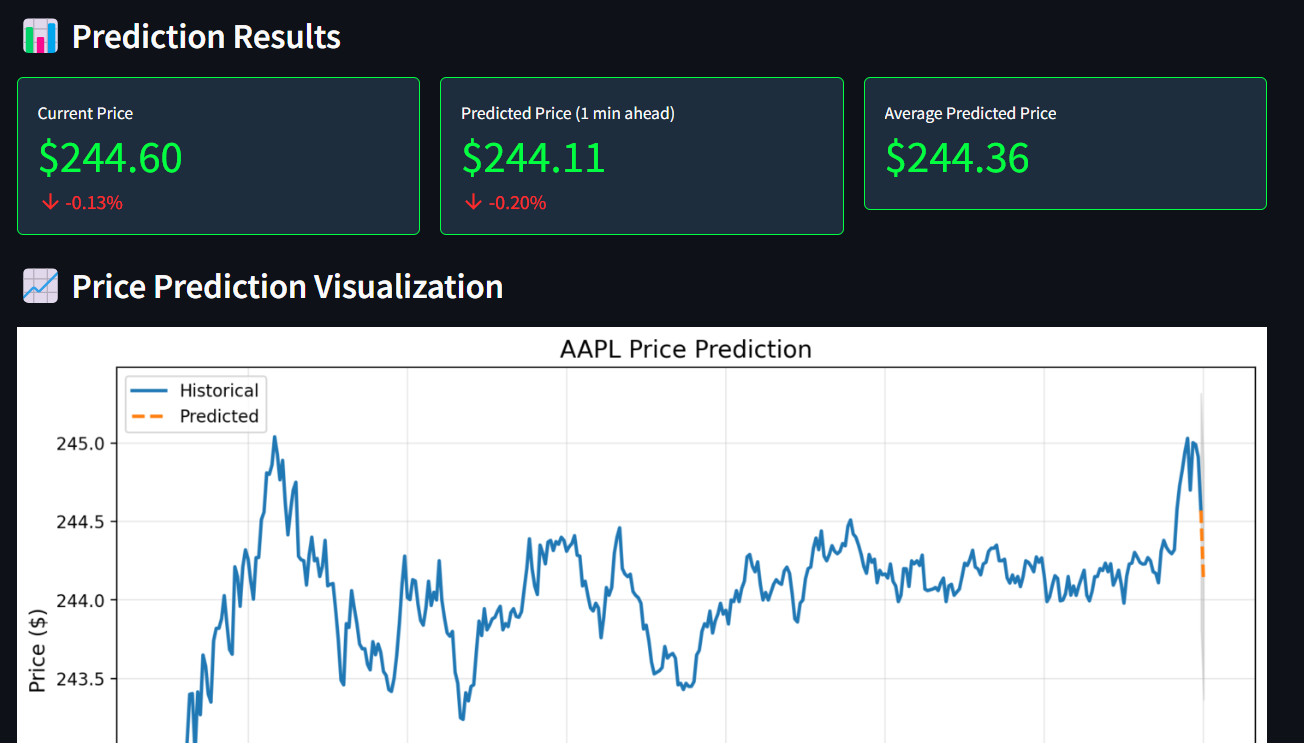 Prediction Results
Current Price
$244.60
↓ -0.13%
Predicted Price (1 min ahead)
$244.11
↓ -0.20%
Average Predicted Price
$244.36
Price Prediction Visualization
AAPL Price Prediction
Historical
Predicted
245.0
244.5
244.0
243.5
Price ($)